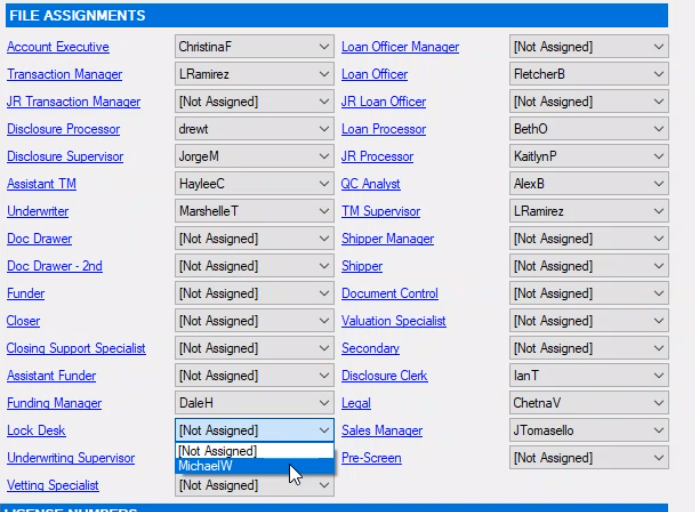 FILE ASSIGNMENTS
Account Executive ChristinaF Loan Officer Manager [Not Assigned]
Transaction Manager LRamirez Loan Officer FletcherB
JR Transaction Manager [Not Assigned] JR Loan Officer [Not Assigned]
Disclosure Processor drewt Loan Processor BethO
Disclosure Supervisor JorgeM JR Processor KaitlynP
Assistant TM HayleeC QC Analyst AlexB
Underwriter MarshelleT TM Supervisor LRamirez
Doc Drawer [Not Assigned] Shipper Manager [Not Assigned]
Doc Drawer - 2nd [Not Assigned] Shipper [Not Assigned]
Funder [Not Assigned] Document Control [Not Assigned]
Closer [Not Assigned] Valuation Specialist [Not Assigned]
Closing Support Specialist [Not Assigned] Secondary [Not Assigned]
Assistant Funder [Not Assigned] Disclosure Clerk IanT
Funding Manager DaleH Legal ChetnaV
Lock Desk [Not Assigned] Sales Manager JTomasello
[Not Assigned]
Underwriting Supervisor MichaelW Pre-Screen [Not Assigned]
Vetting Specialist [Not Assigned]
LICENSE NUMBERS